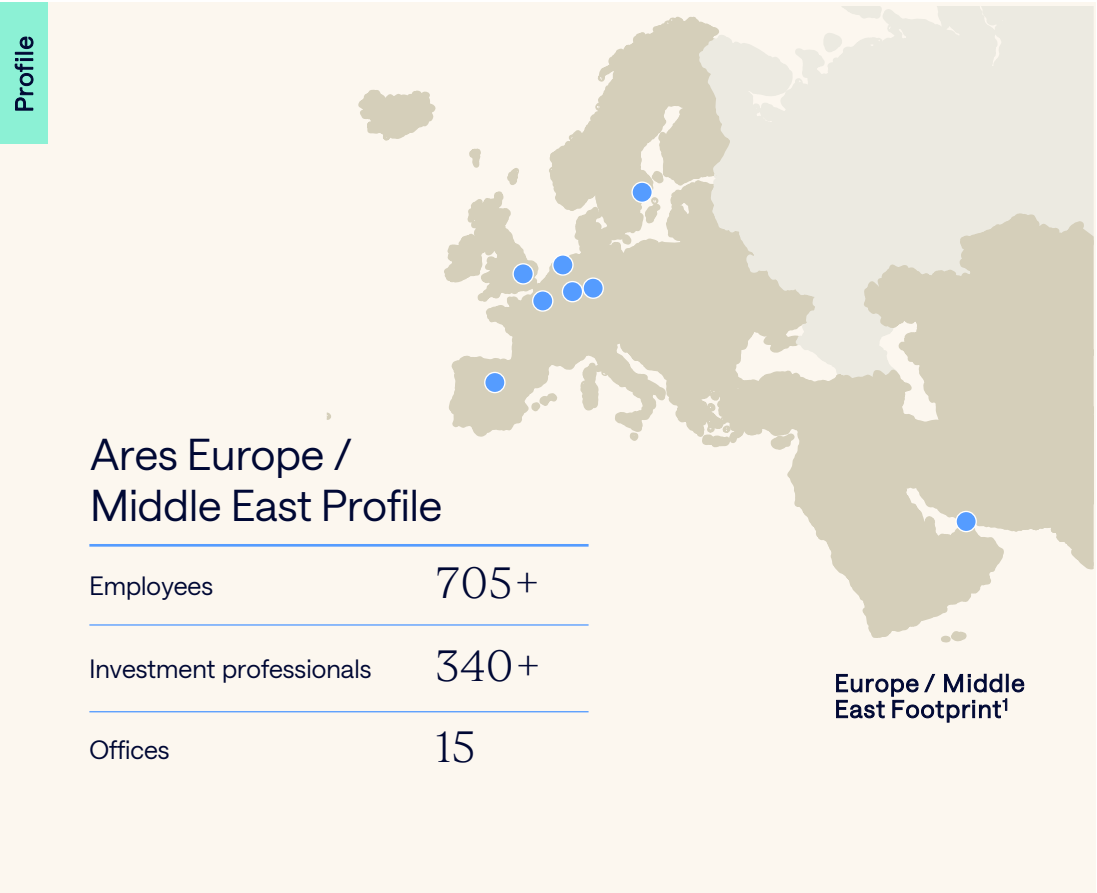 Profile
Ares Europe /
Middle East Profile
Employees 705+
Investment professionals 340+
Offices 15
Europe / Middle
East Footprint¹